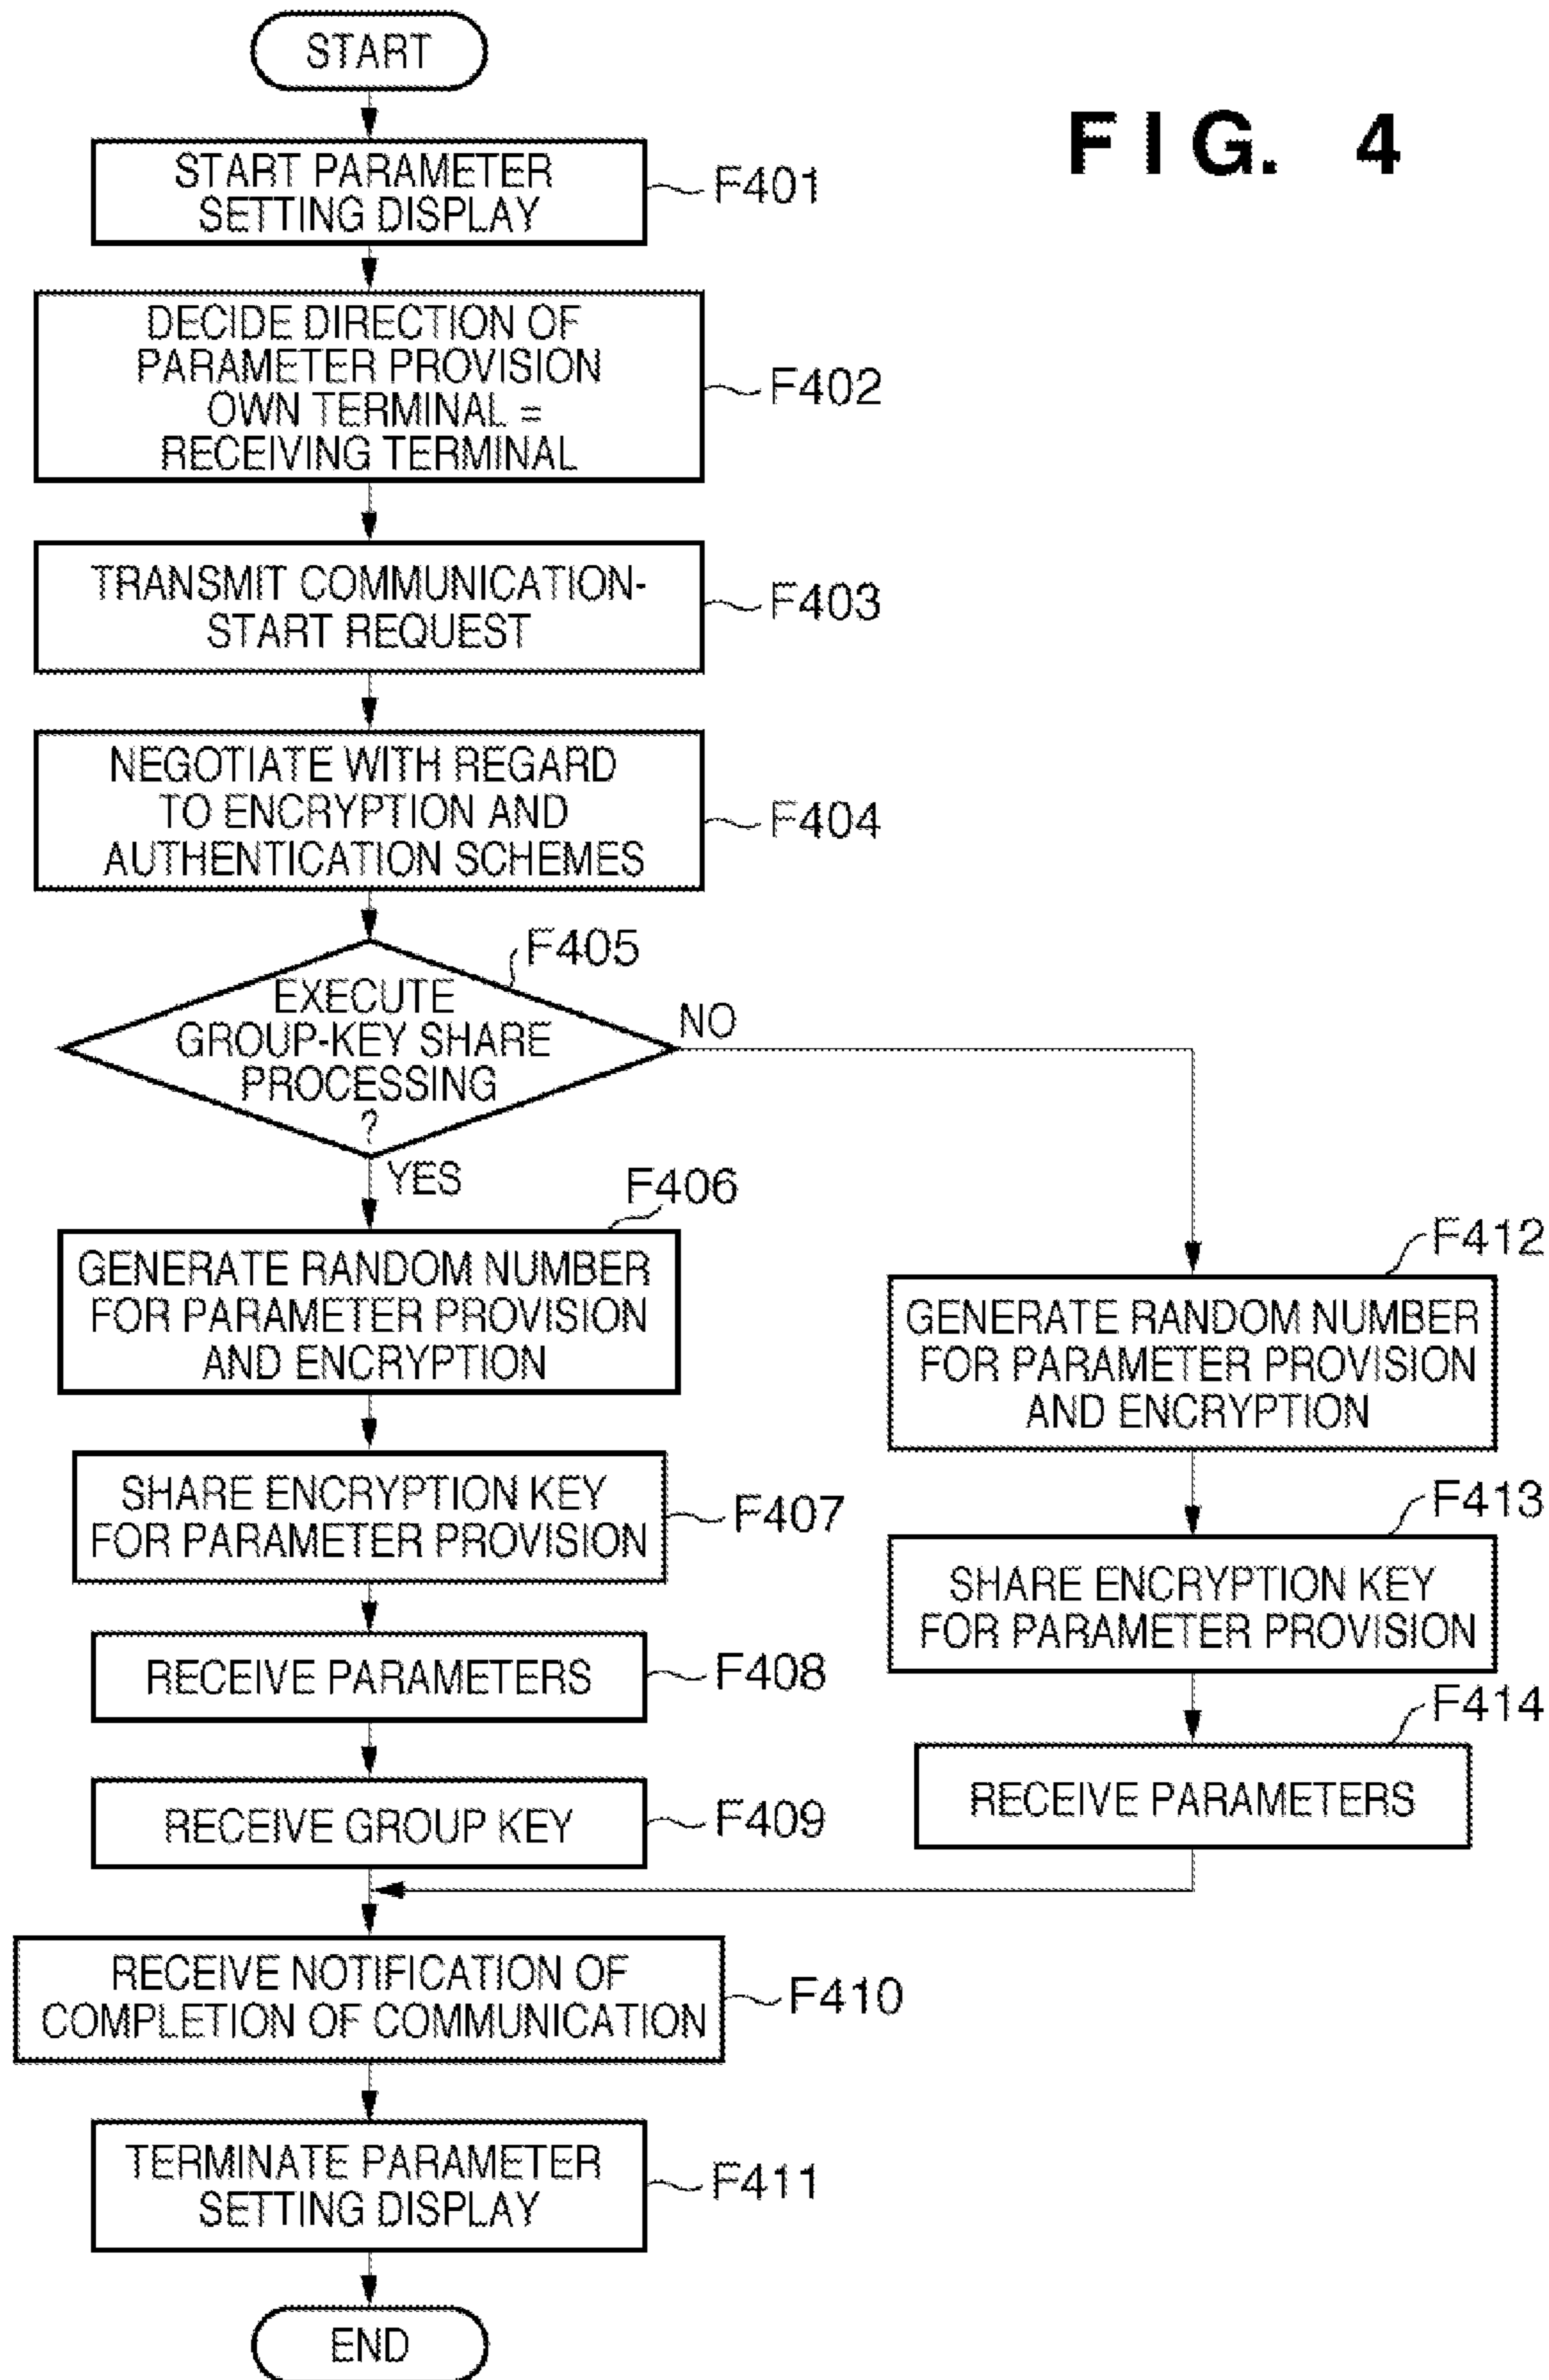 START
FIG. 4
START PARAMETER
SETTING DISPLAY
F401
DECIDE DIRECTION OF
PARAMETER PROVISION
OWN TERMINAL =
RECEIVING TERMINAL
F402
TRANSMIT COMMUNICATION-
START REQUEST
F403
NEGOTIATE WITH REGARD
TO ENCRYPTION AND
AUTHENTICATION SCHEMES
F404
F405
EXECUTE
GROUP-KEY SHARE
PROCESSING
?
NO
YES
F406
GENERATE RANDOM NUMBER
FOR PARAMETER PROVISION
AND ENCRYPTION
SHARE ENCRYPTION KEY
FOR PARAMETER PROVISION
F407
RECEIVE PARAMETERS
F408
RECEIVE GROUP KEY
F409
F412
GENERATE RANDOM NUMBER
FOR PARAMETER PROVISION
AND ENCRYPTION
F413
SHARE ENCRYPTION KEY
FOR PARAMETER PROVISION
F414
RECEIVE PARAMETERS
RECEIVE NOTIFICATION OF
COMPLETION OF COMMUNICATION
F410
TERMINATE PARAMETER
SETTING DISPLAY
F411
END